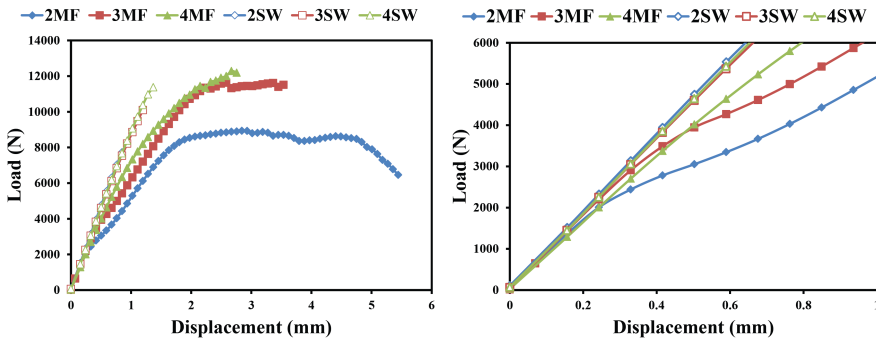 2MF 3MF 4MF 2SW 3SW 4SW
14000
12000
10000
8000
6000
4000
2000
0
Load (N)
0 1 2 3 4 5 6
Displacement (mm)
2MF 3MF 4MF 2SW 3SW 4SW
6000
5000
4000
3000
2000
1000
0
Load (N)
0 0.2 0.4 0.6 0.8 1
Displacement (mm)